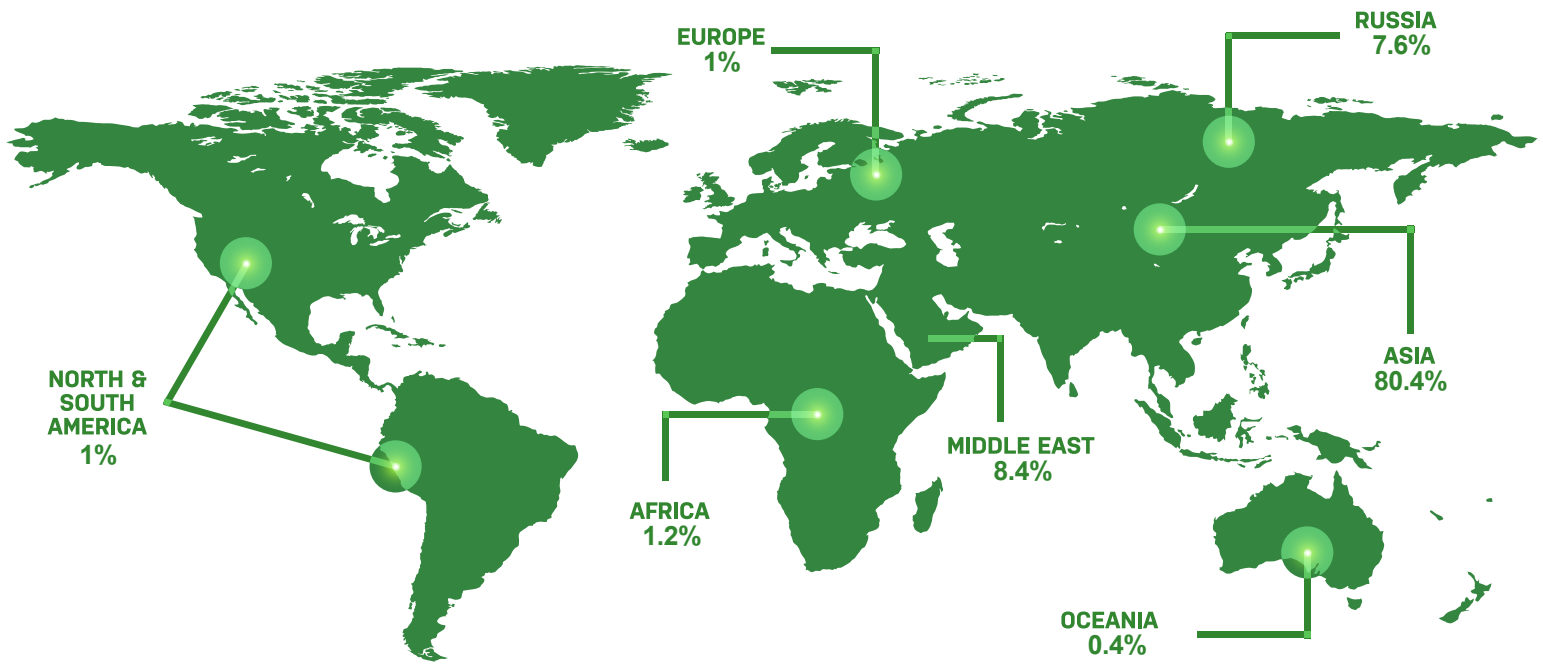 EUROPE
1%
RUSSIA
7.6%
NORTH &
SOUTH
AMERICA
1%
AFRICA
1.2%
MIDDLE EAST
8.4%
ASIA
80.4%
OCEANIA
0.4%